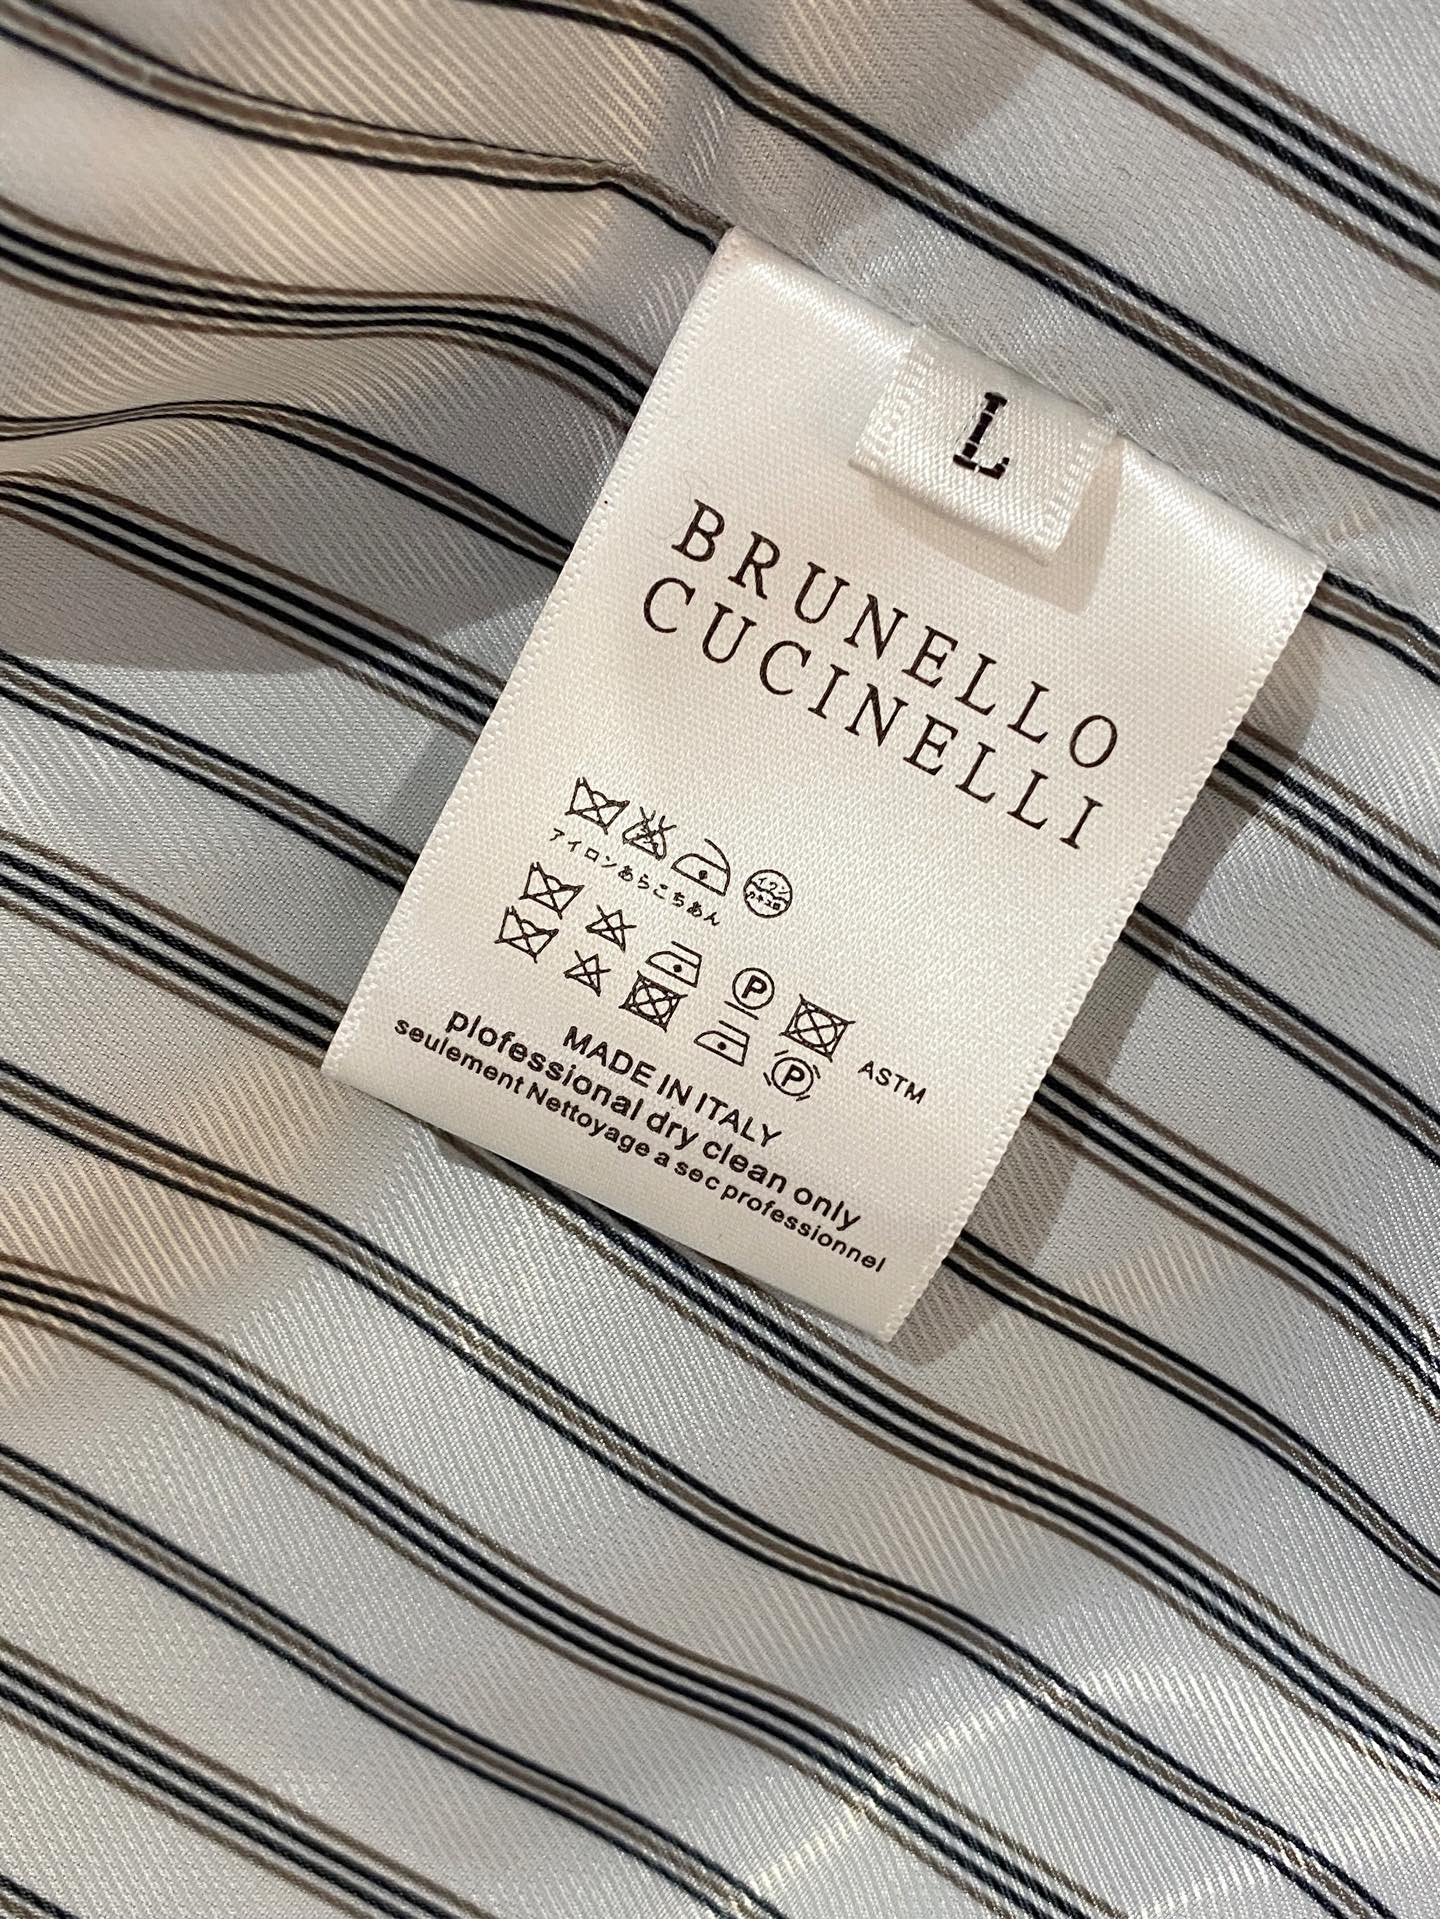 L
BRUNELLO
CUCINELLI
アイロンあらこちあん
P
ASTM
P
MADE IN ITALY
plofessional dry clean only
seulement Nettoyage a sec professionnel